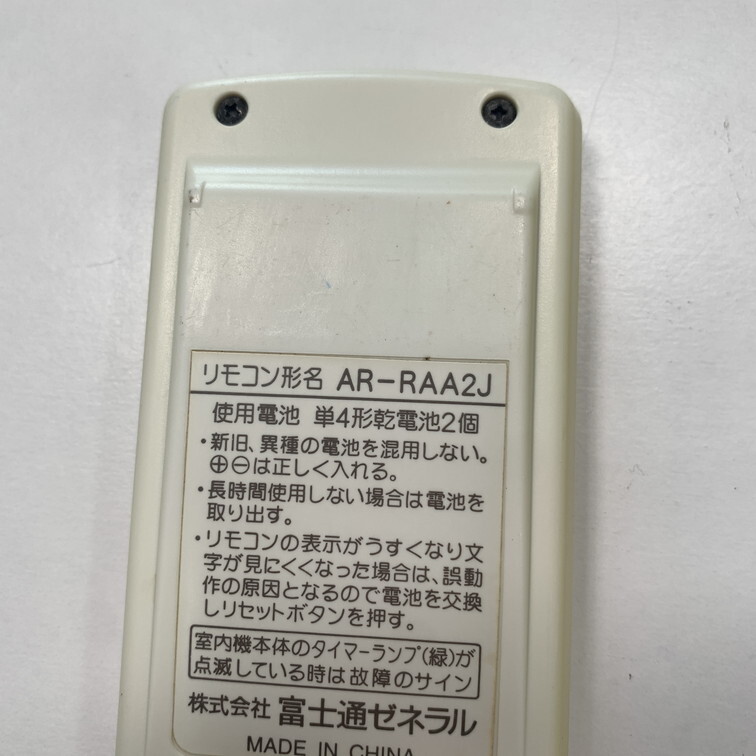 リモコン形名 AR-RAA2J
使用電池 単4形乾電池2個
・新旧、異種の電池を混用しない。
⊕⊖は正しく入れる。
・長時間使用しない場合は電池を
取り出す。
・リモコンの表示がうすくなり文
字が見にくくなった場合は、誤動
作の原因となるので電池を交換
しリセットボタンを押す。
室内機本体のタイマーランプ(緑)が
点滅している時は故障のサイン
株式会社 富士通ゼネラル
MADE IN CHINA